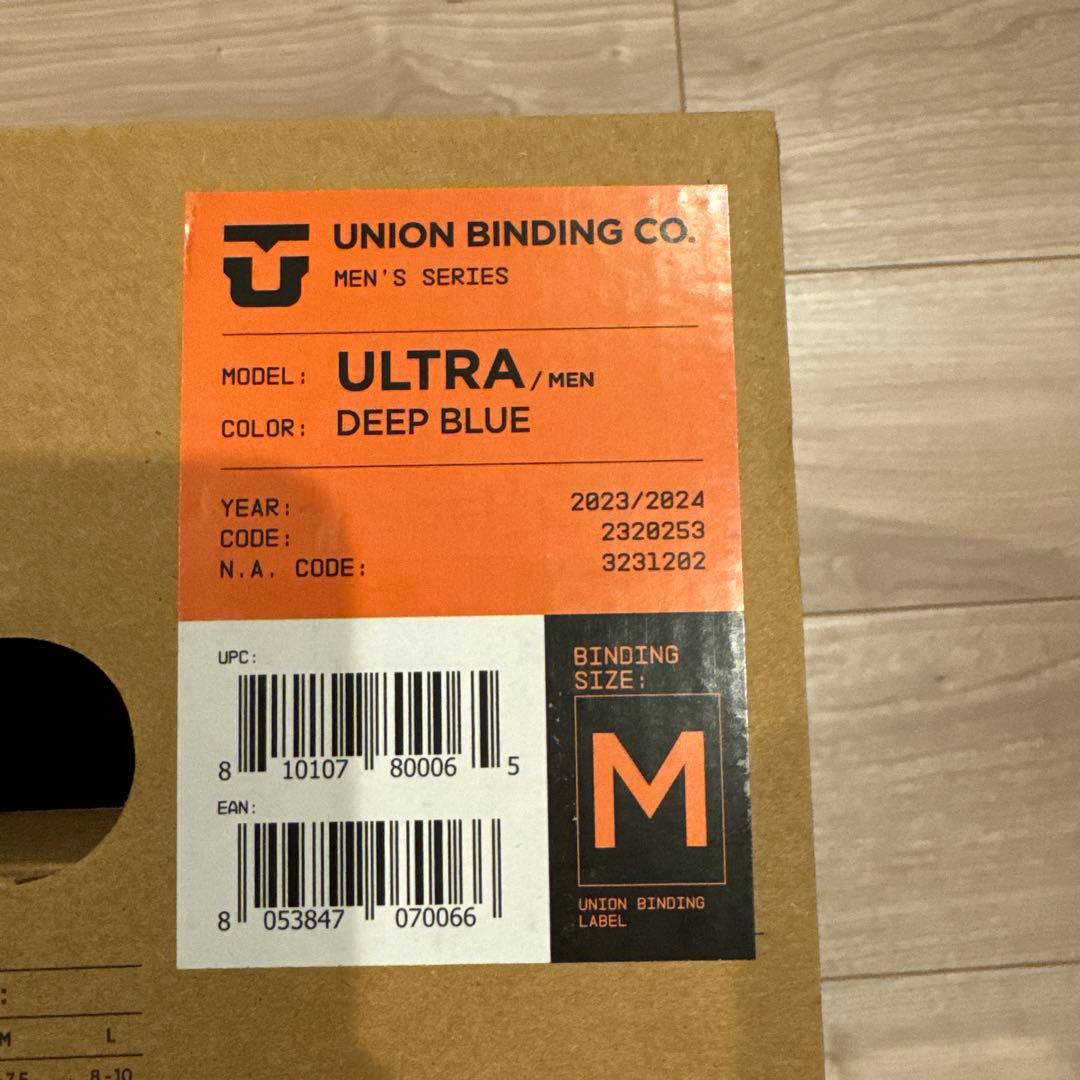 UNION BINDING CO.
MEN'S SERIES
MODEL: ULTRA / MEN
COLOR: DEEP BLUE
YEAR: 2023/2024
CODE: 2320253
N.A. CODE: 3231202
UPC:
8 10107 80006 5
EAN:
8 053847 070066
BINDING
SIZE:
M
UNION BINDING
LABEL
:
M L
8-10